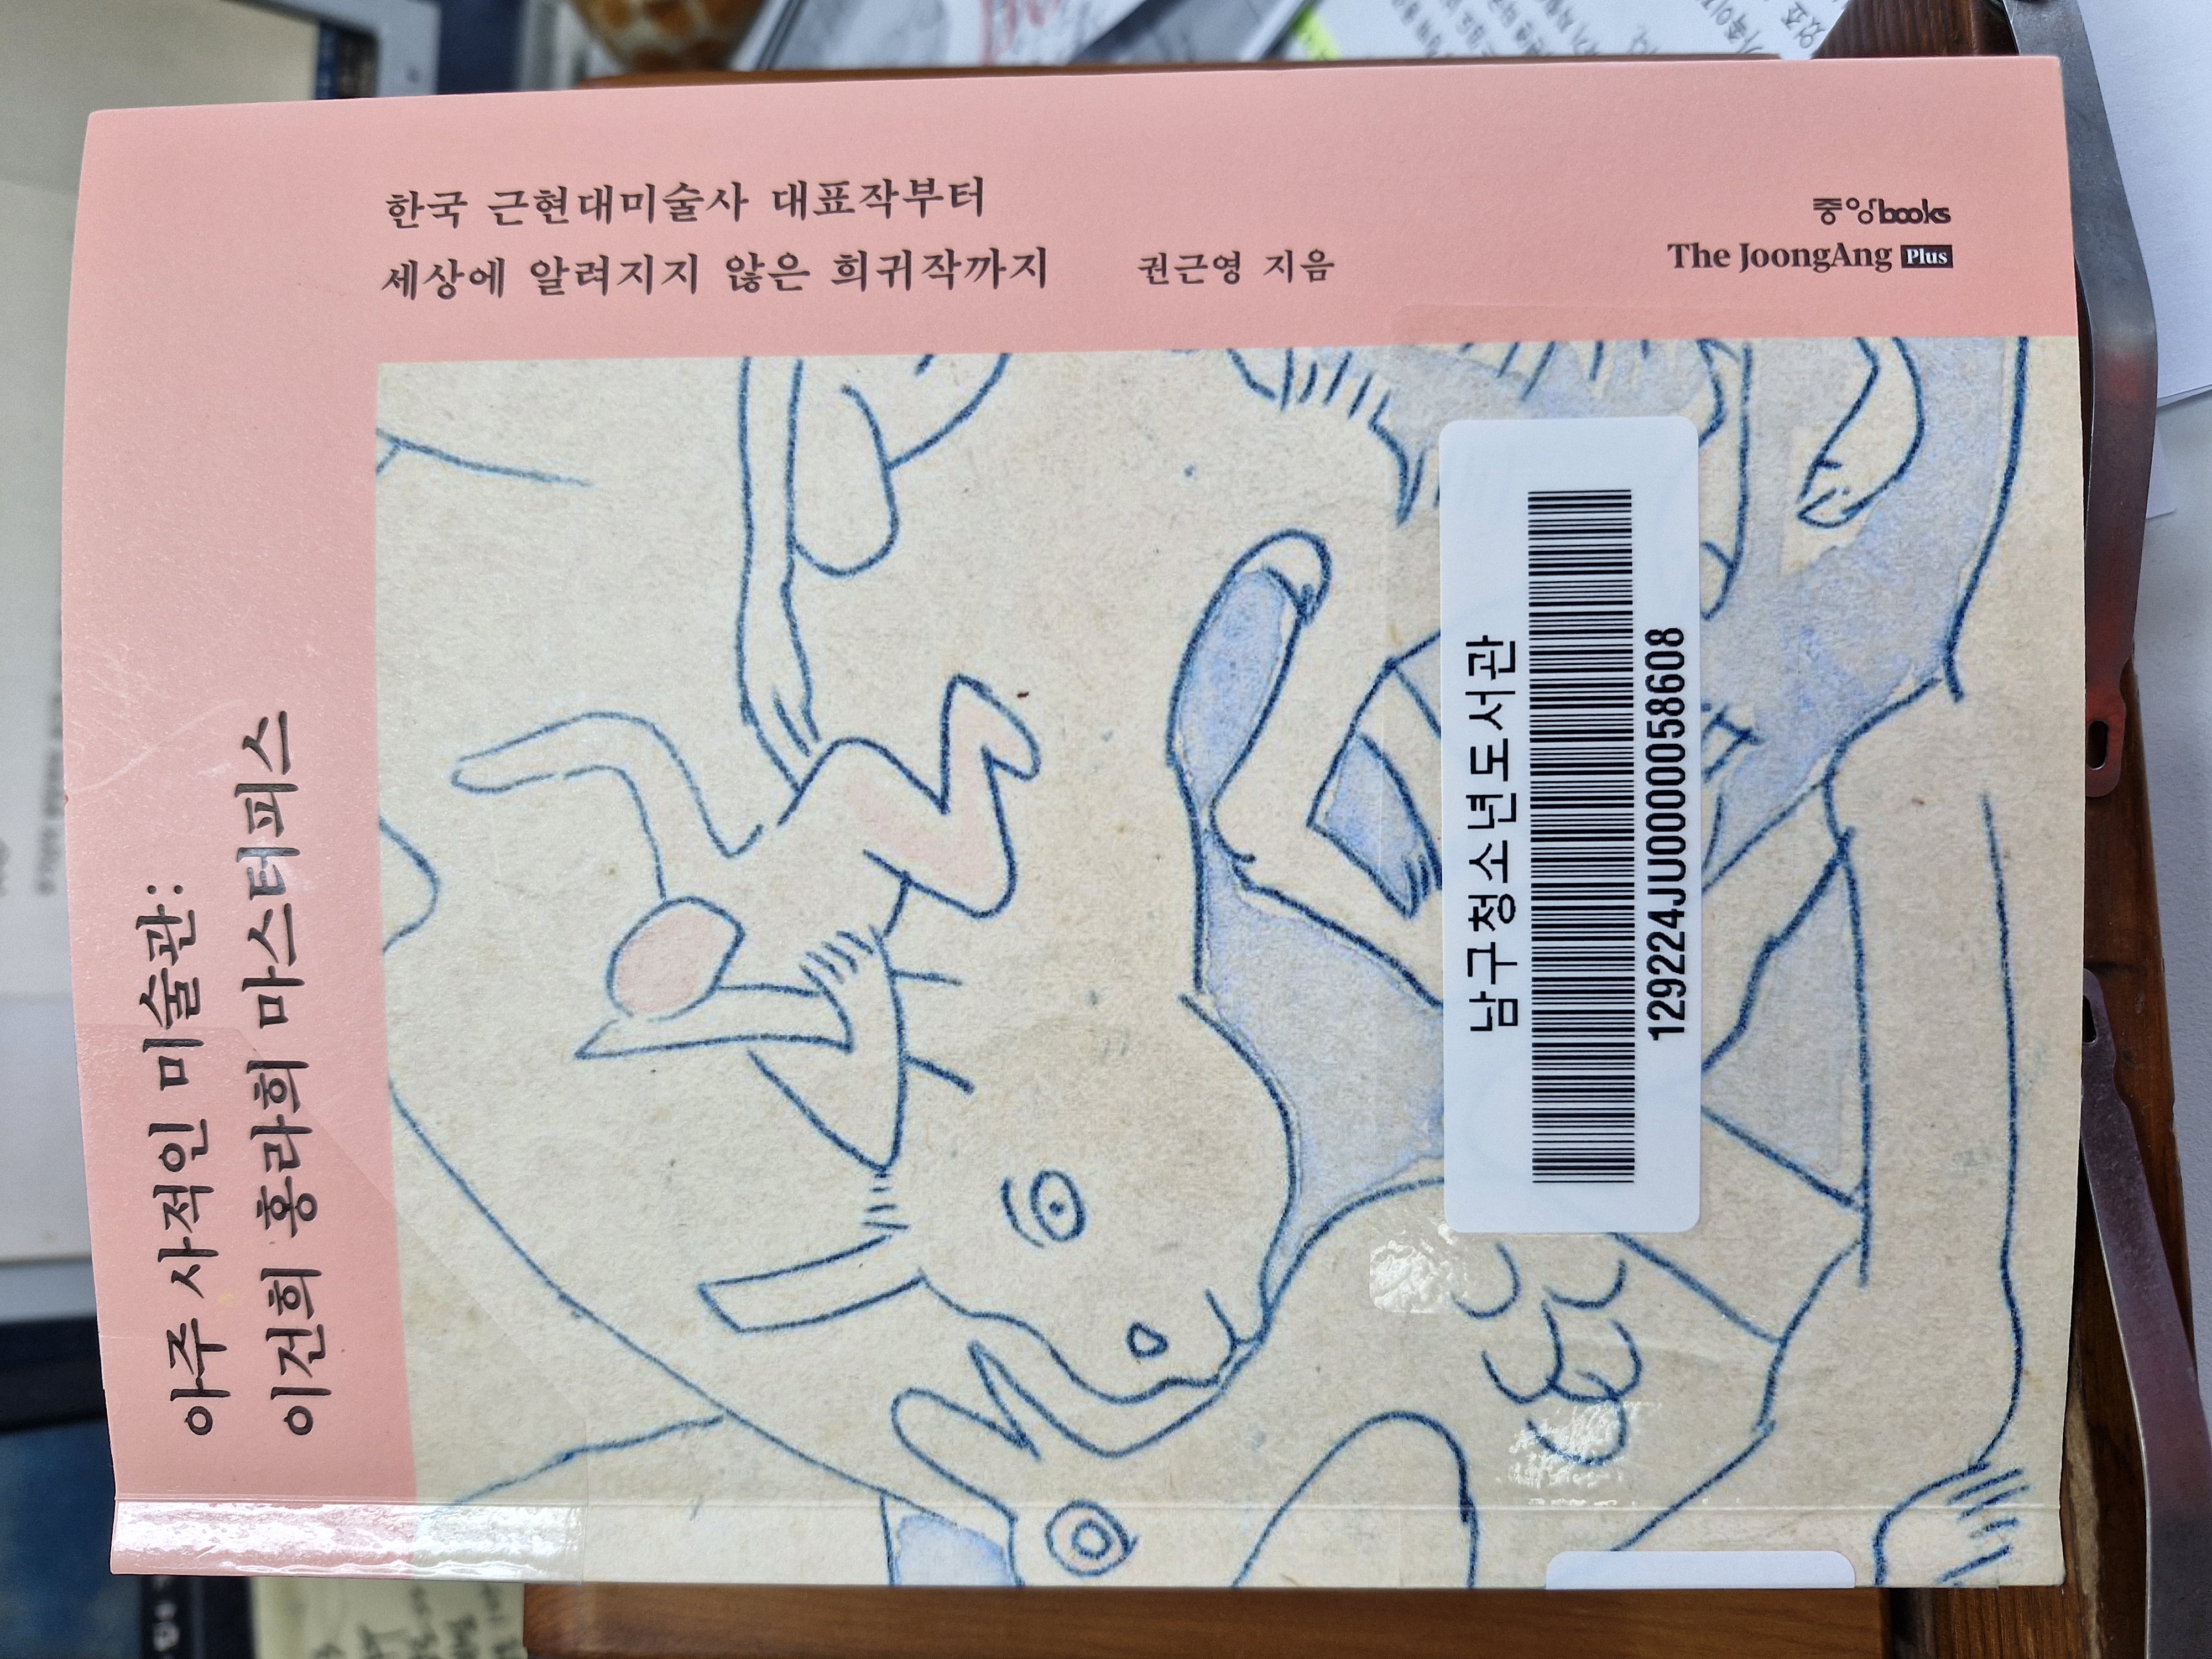 아주 사적인 미술관:
이건희 홍라희 마스터피스
한국 근현대미술사 대표작부터
세상에 알려지지 않은 희귀작까지
권근영 지음
중앙books
The JoongAng Plus
남구청소년도서관
129224JU0000058608